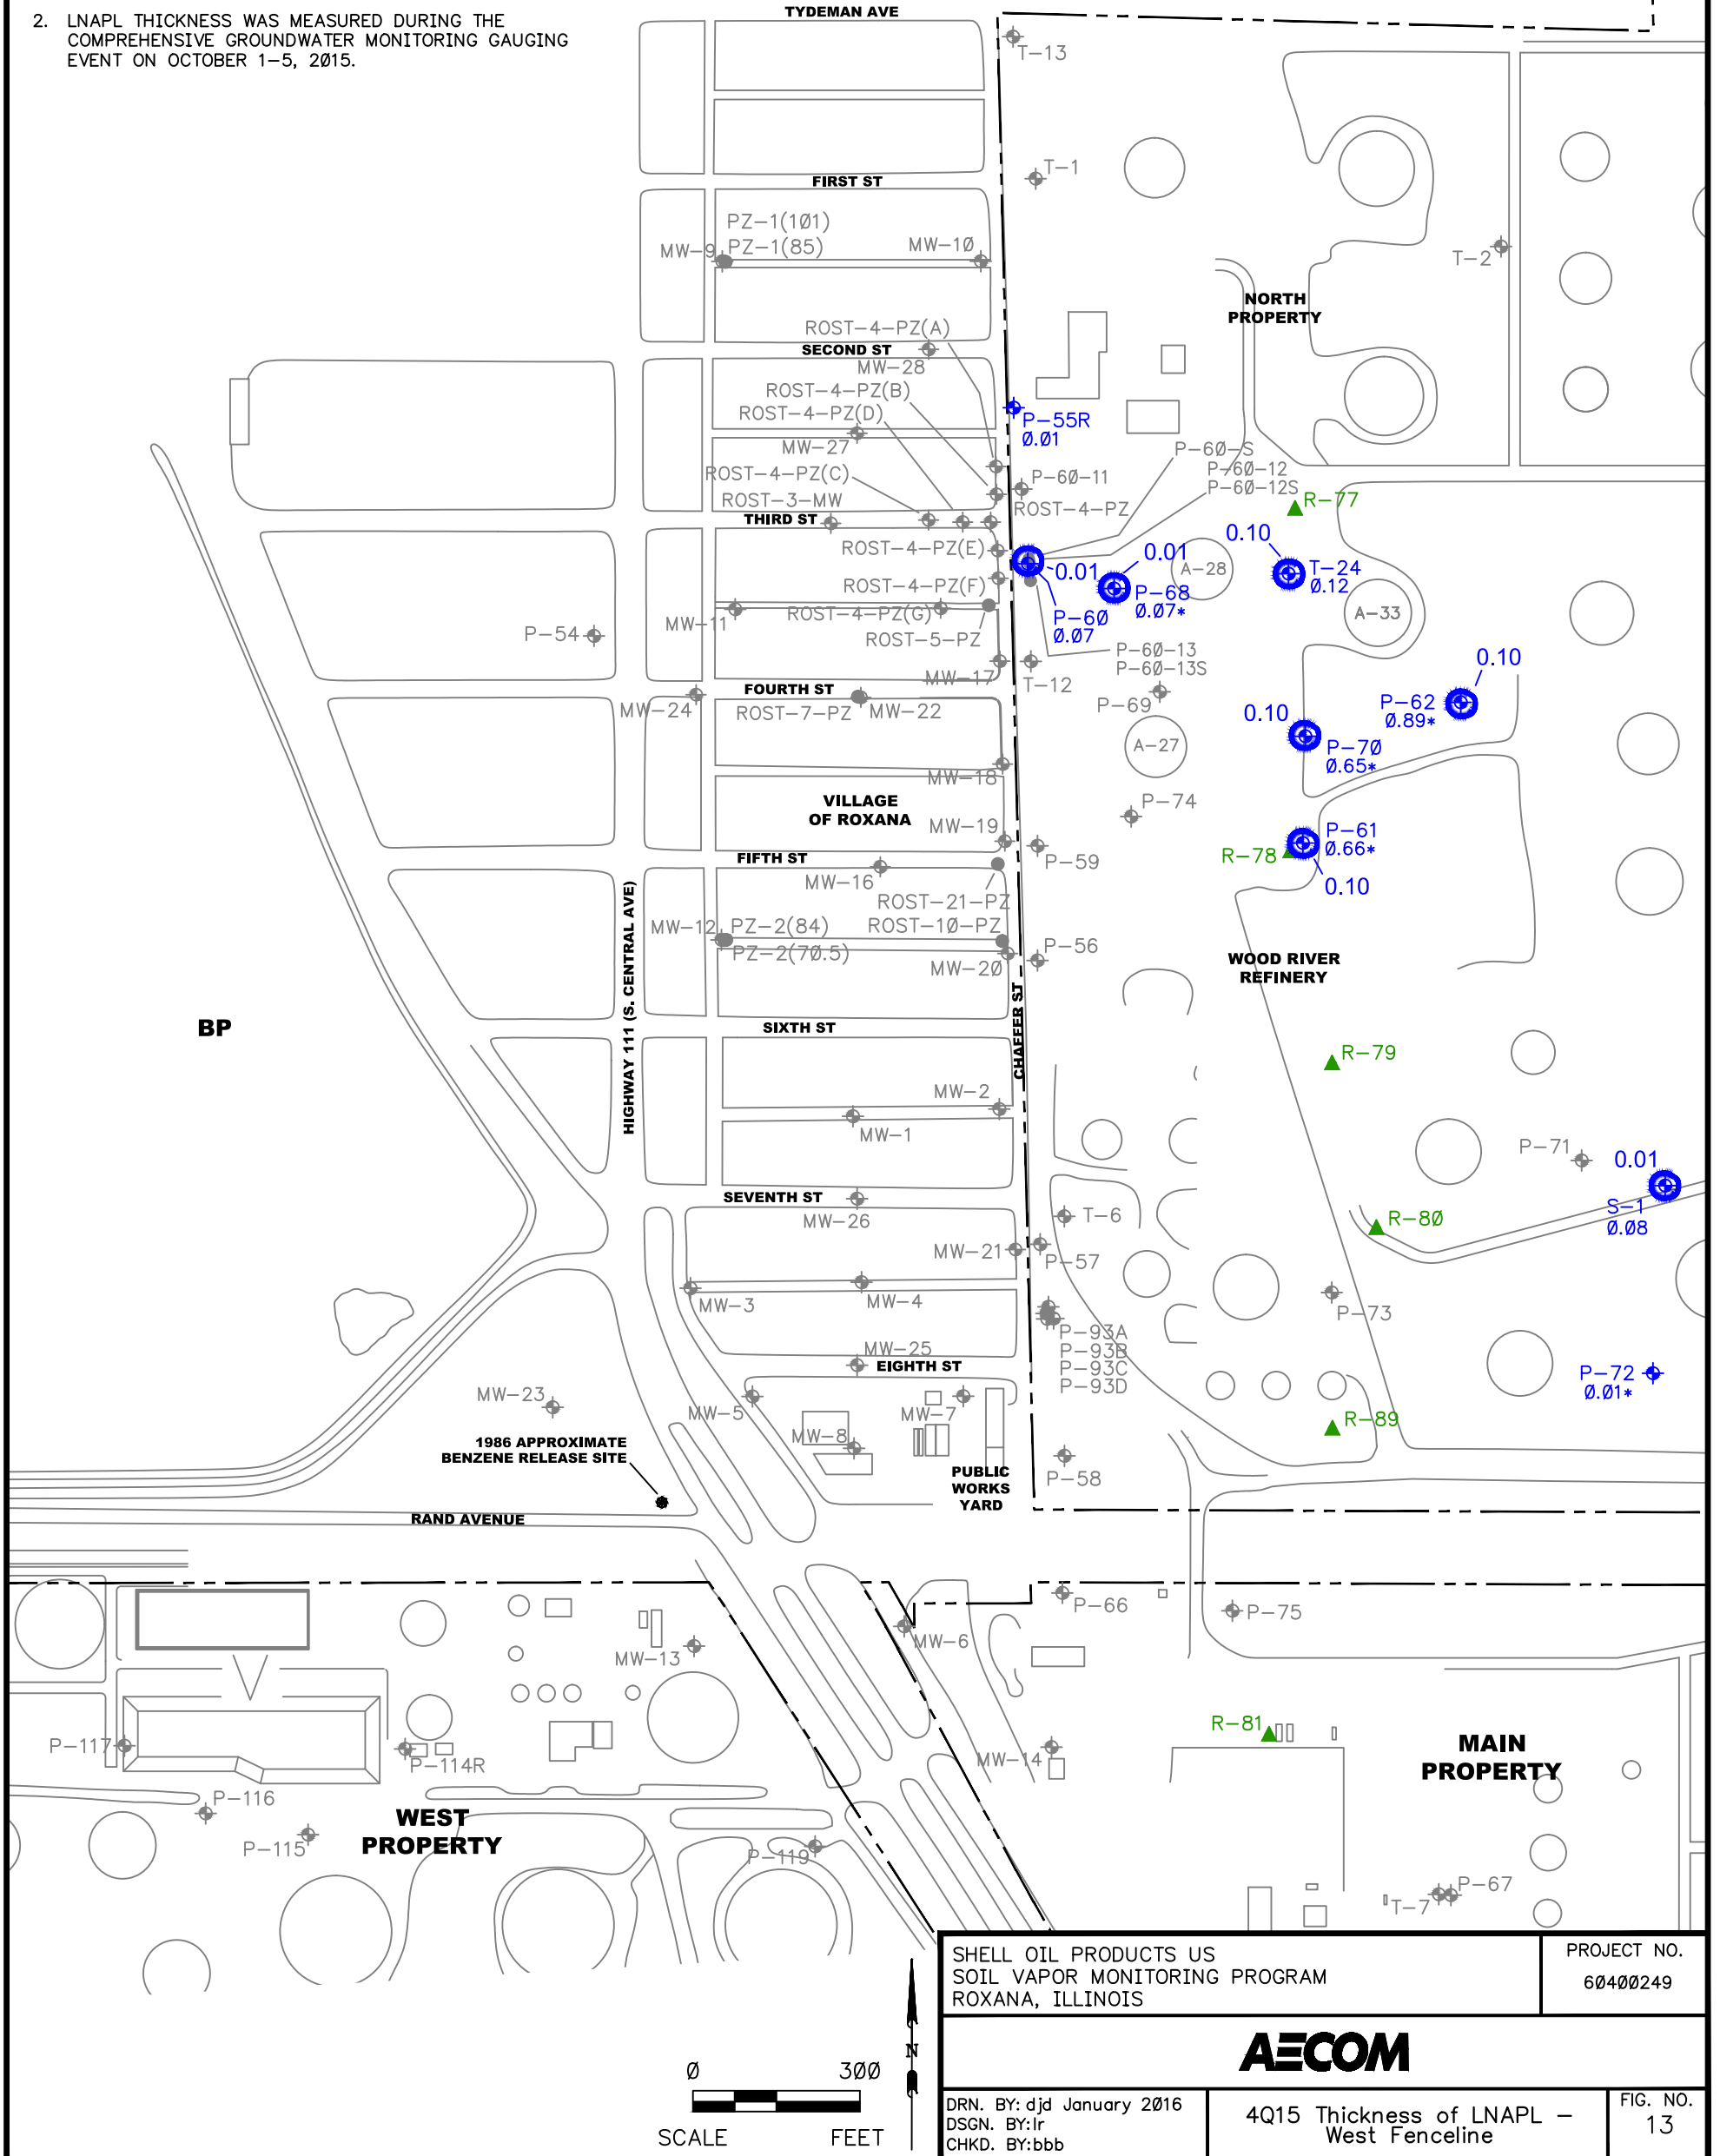 2. LNAPL THICKNESS WAS MEASURED DURING THE
COMPREHENSIVE GROUNDWATER MONITORING GAUGING
EVENT ON OCTOBER 1-5, 2015.
TYDEMAN AVE
T-13
T-1
FIRST ST
PZ-1(101)
MW-9
PZ-1(85)
MW-10
T-2
NORTH
PROPERTY
ROST-4-PZ(A)
SECOND ST
MW-28
ROST-4-PZ(B)
ROST-4-PZ(D)
P-55R
0.01
MW-27
P-60-S
ROST-4-PZ(C)
P-60-11
P-60-12
P-60-12S
ROST-3-MW
ROST-4-PZ
R-77
THIRD ST
0.10
ROST-4-PZ(E)
0.01
0.01
A-28
T-24
0.12
ROST-4-PZ(F)
P-68
0.07*
ROST-4-PZ(G)
MW-11
P-60
0.07
A-33
P-54
ROST-5-PZ
P-60-13
P-60-13S
0.10
MW-17
T-12
FOURTH ST
P-69
P-62
0.89*
MW-24
ROST-7-PZ
MW-22
0.10
A-27
P-70
0.65*
MW-18
VILLAGE
OF ROXANA
P-74
MW-19
P-61
0.66*
FIFTH ST
P-59
R-78
MW-16
0.10
ROST-21-PZ
HIGHWAY 111 (S. CENTRAL AVE)
MW-12
PZ-2(84)
ROST-10-PZ
PZ-2(70.5)
MW-20
P-56
WOOD RIVER
REFINERY
CHAFFER ST
BP
SIXTH ST
R-79
MW-2
MW-1
P-71
0.01
SEVENTH ST
S-1
0.08
MW-26
T-6
R-80
MW-21
P-57
MW-3
MW-4
P-73
P-93A
P-93B
P-93C
P-93D
MW-25
EIGHTH ST
P-72
0.01*
MW-23
MW-5
MW-7
R-89
1986 APPROXIMATE
BENZENE RELEASE SITE
MW-8
PUBLIC
WORKS
YARD
P-58
RAND AVENUE
P-66
P-75
MW-6
MW-13
R-81
P-117
P-114R
MW-14
MAIN
PROPERTY
P-116
WEST
PROPERTY
P-115
P-119
T-7
P-67
SHELL OIL PRODUCTS US
SOIL VAPOR MONITORING PROGRAM
ROXANA, ILLINOIS
PROJECT NO.
60400249
AECOM
N
0 300
SCALE FEET
DRN. BY: djd January 2016
DSGN. BY:lr
CHKD. BY:bbb
4Q15 Thickness of LNAPL -
West Fenceline
FIG. NO.
13